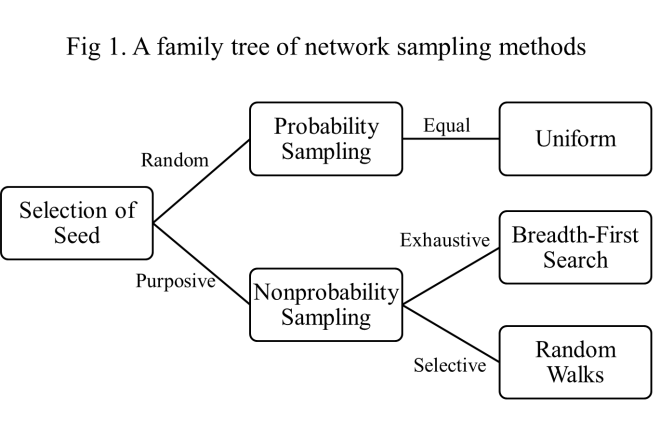 Fig 1. A family tree of network sampling methods
Probability
Sampling
Equal
Uniform
Random
Selection of
Seed
Purposive
Nonprobability
Sampling
Exhaustive
Breadth-First
Search
Selective
Random
Walks